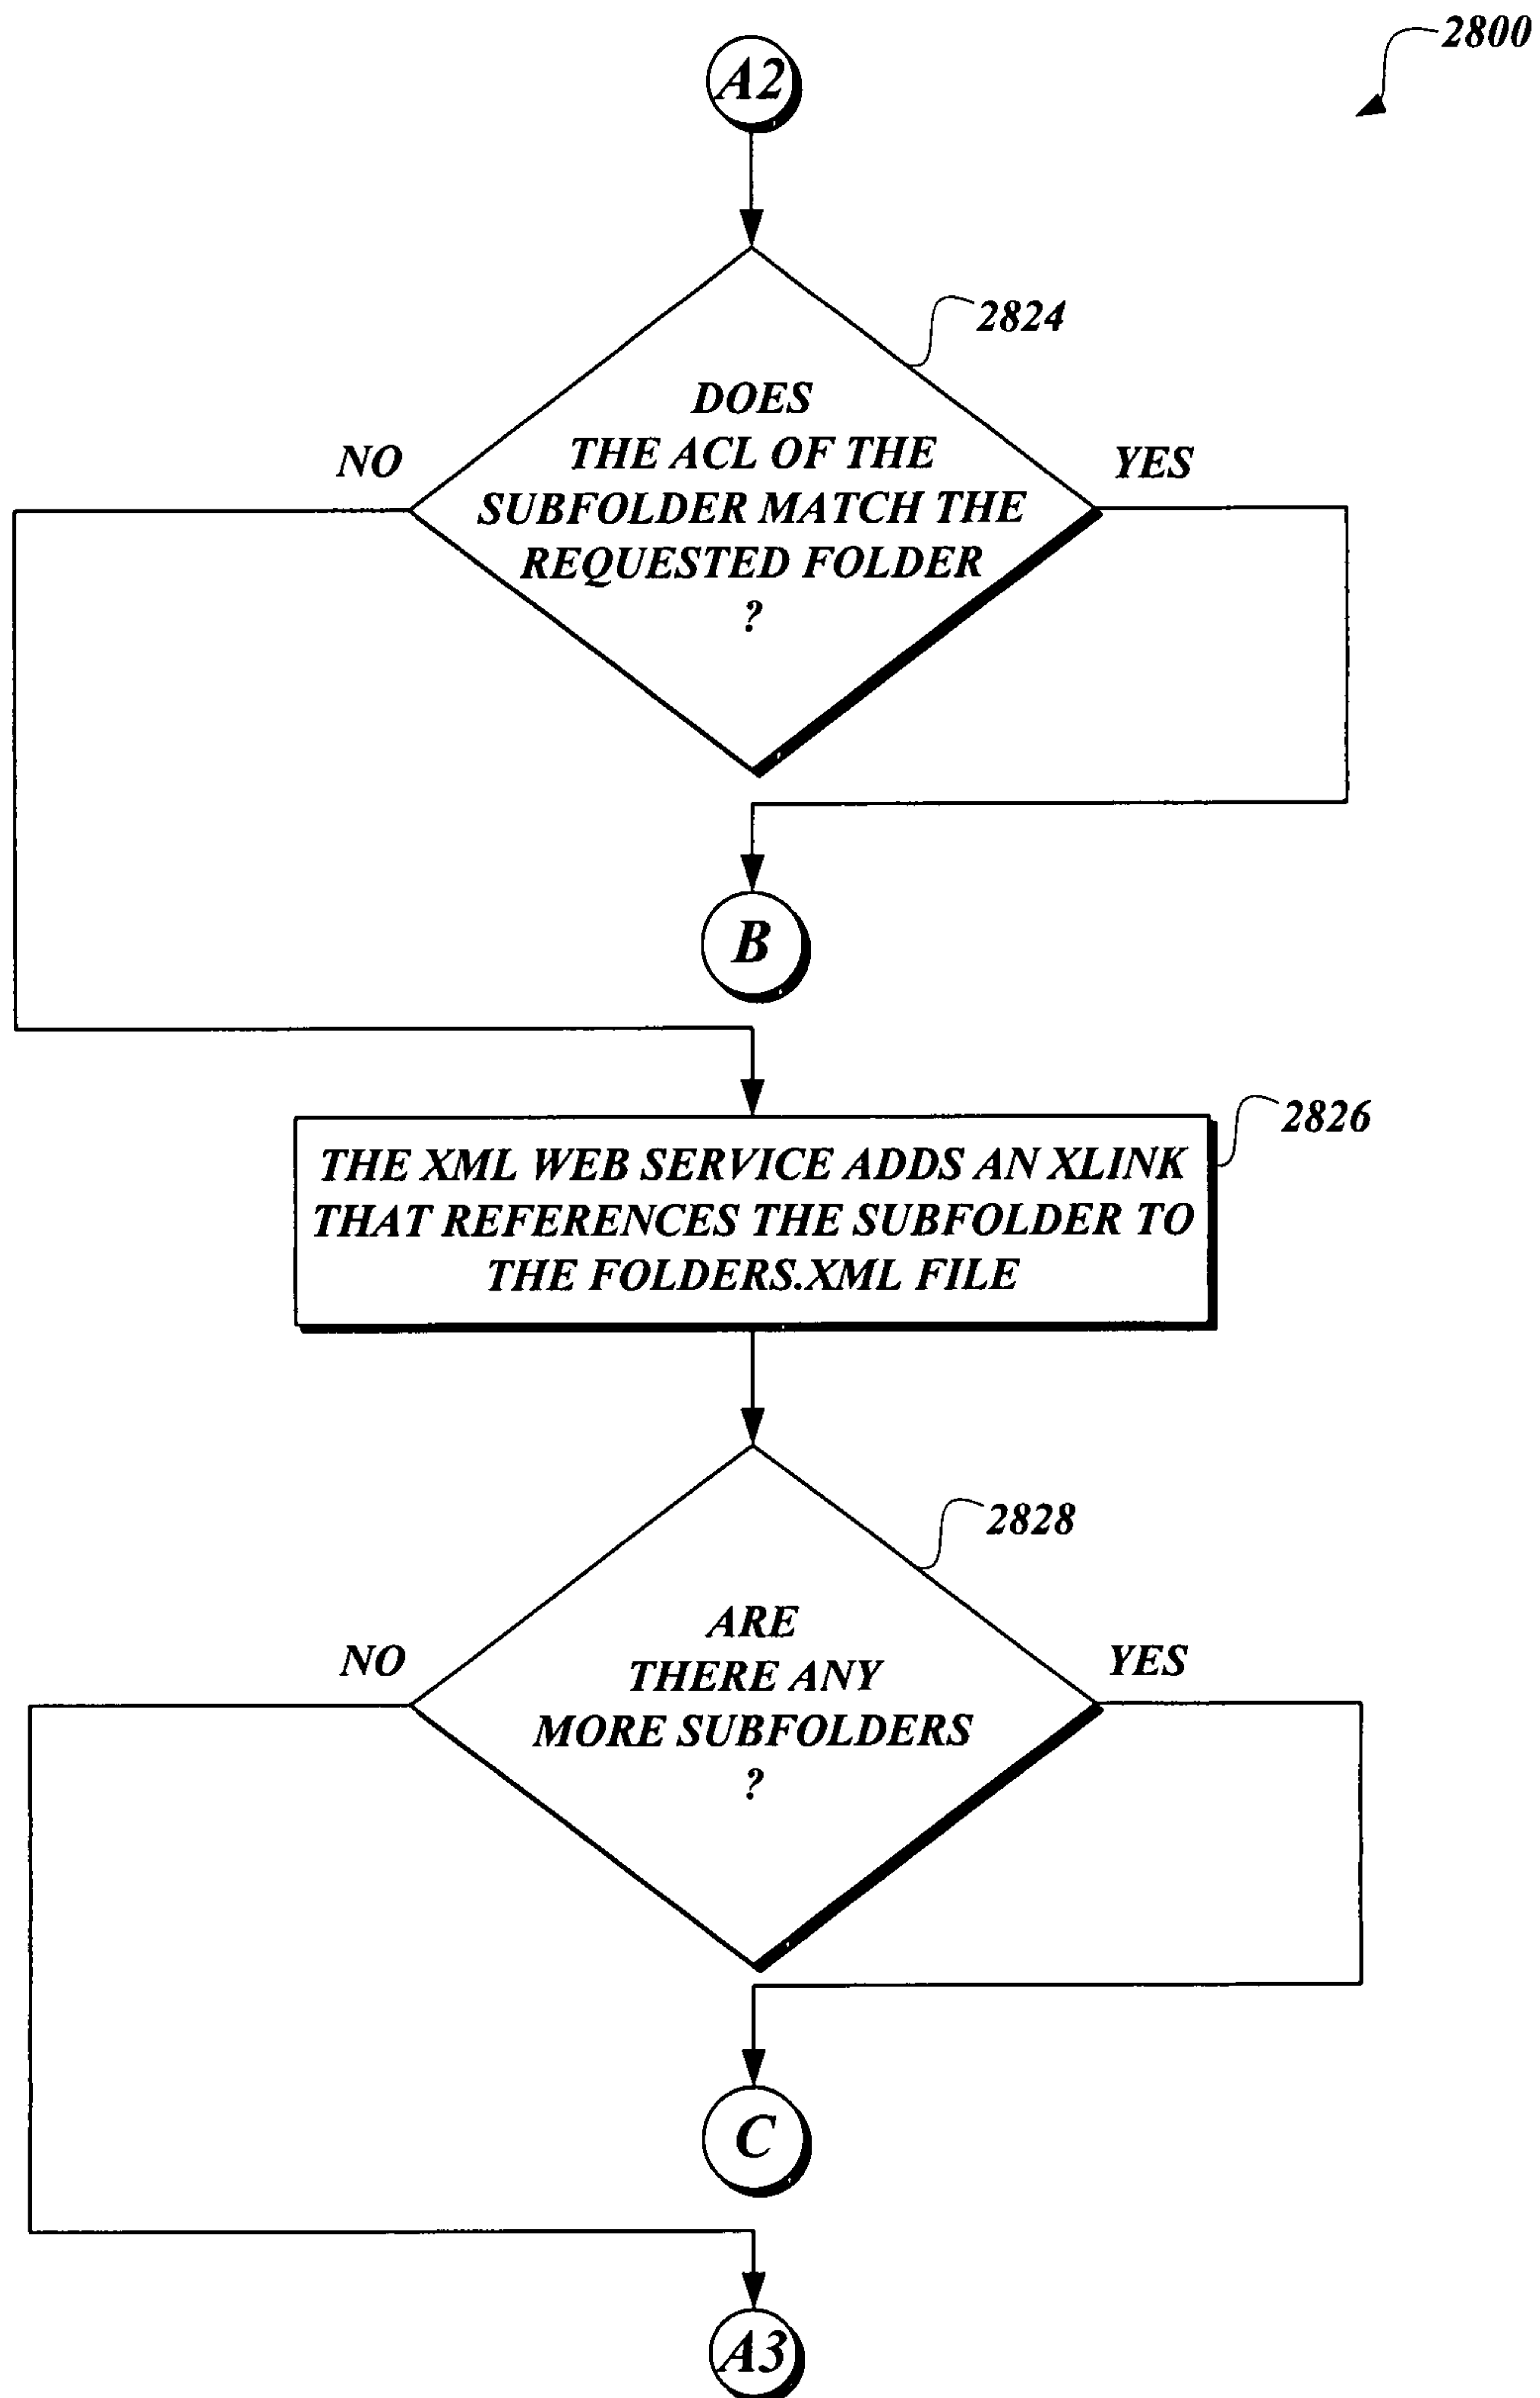 2800
A2
2824
DOES
THE ACL OF THE
SUBFOLDER MATCH THE
REQUESTED FOLDER
?
NO
YES
B
2826
THE XML WEB SERVICE ADDS AN XLINK
THAT REFERENCES THE SUBFOLDER TO
THE FOLDERS.XML FILE
2828
ARE
THERE ANY
MORE SUBFOLDERS
?
NO
YES
C
A3